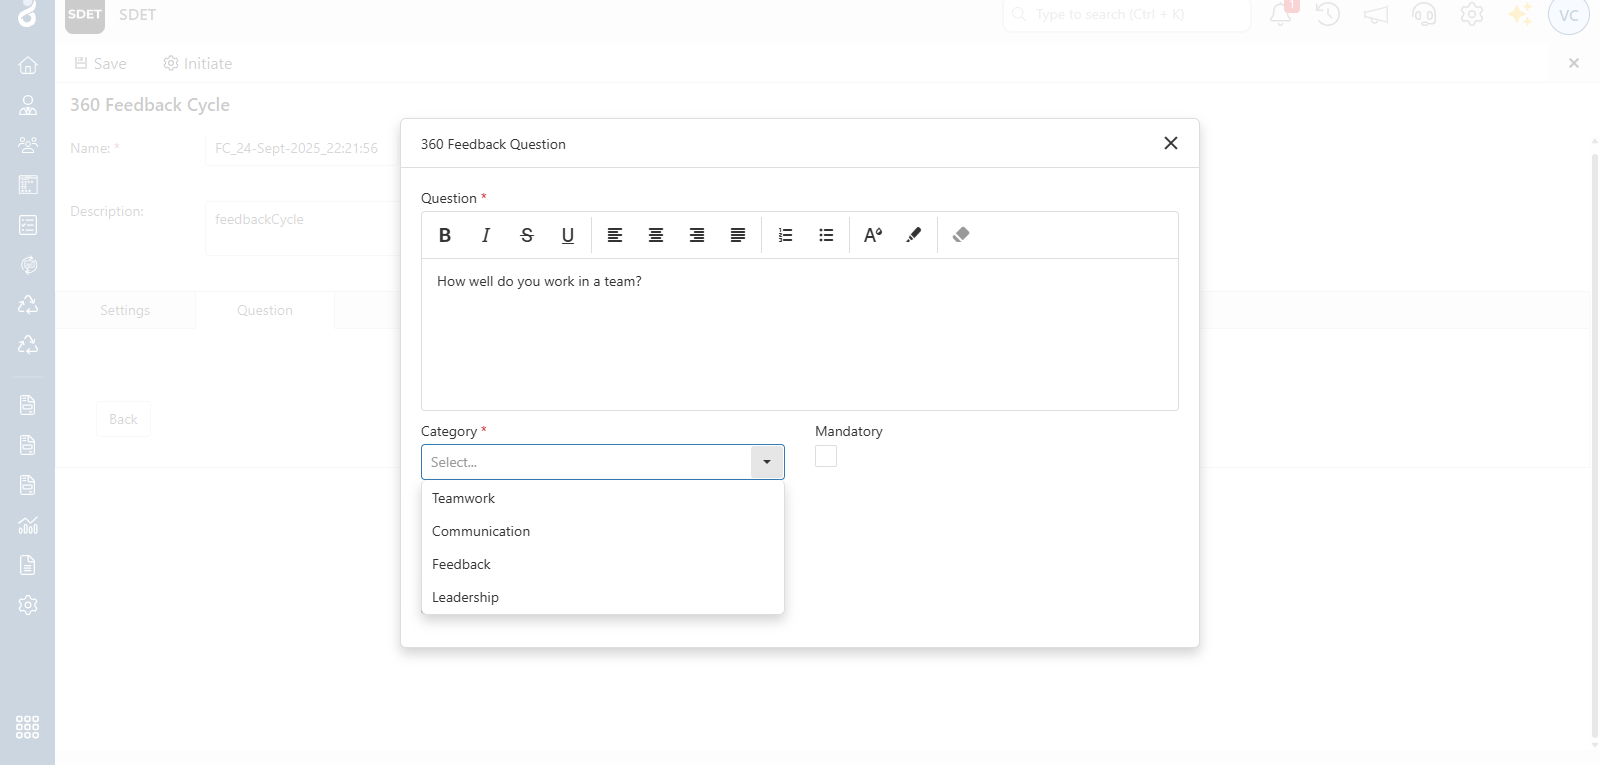 SDET SDET Type to search (Ctrl + K) 1 VC
Save Initiate
360 Feedback Cycle
360 Feedback Question
Name: * FC_24-Sept-2025_22:21:56
Question *
Description: feedbackCycle
B I S U A
How well do you work in a team?
Settings Question
Back
Category * Mandatory
Select...
Teamwork
Communication
Feedback
Leadership